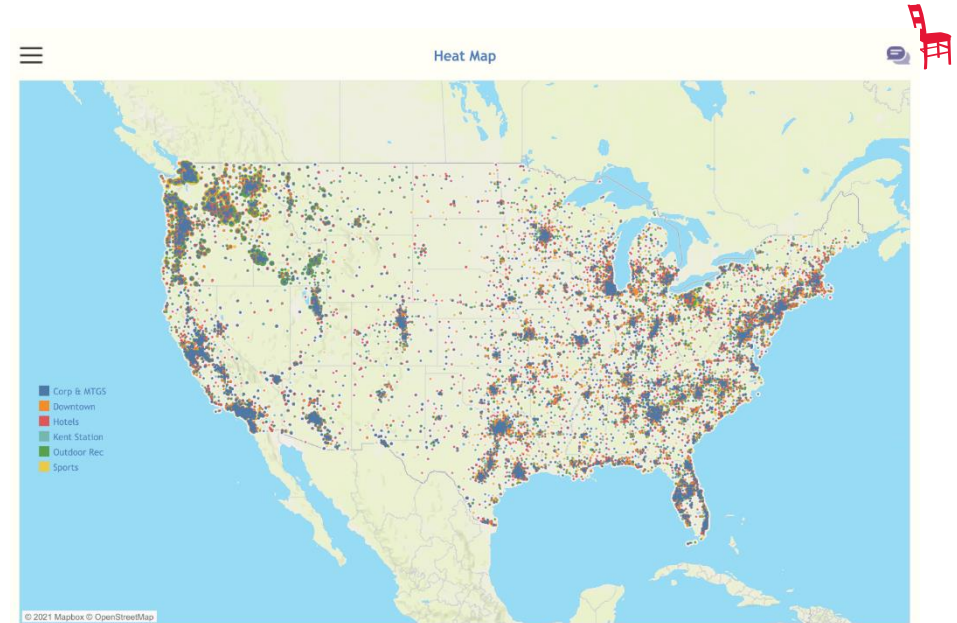 Heat Map
Corp & MTGS
Downtown
Hotels
Kent Station
Outdoor Rec
Sports
© 2021 Mapbox © OpenStreetMap